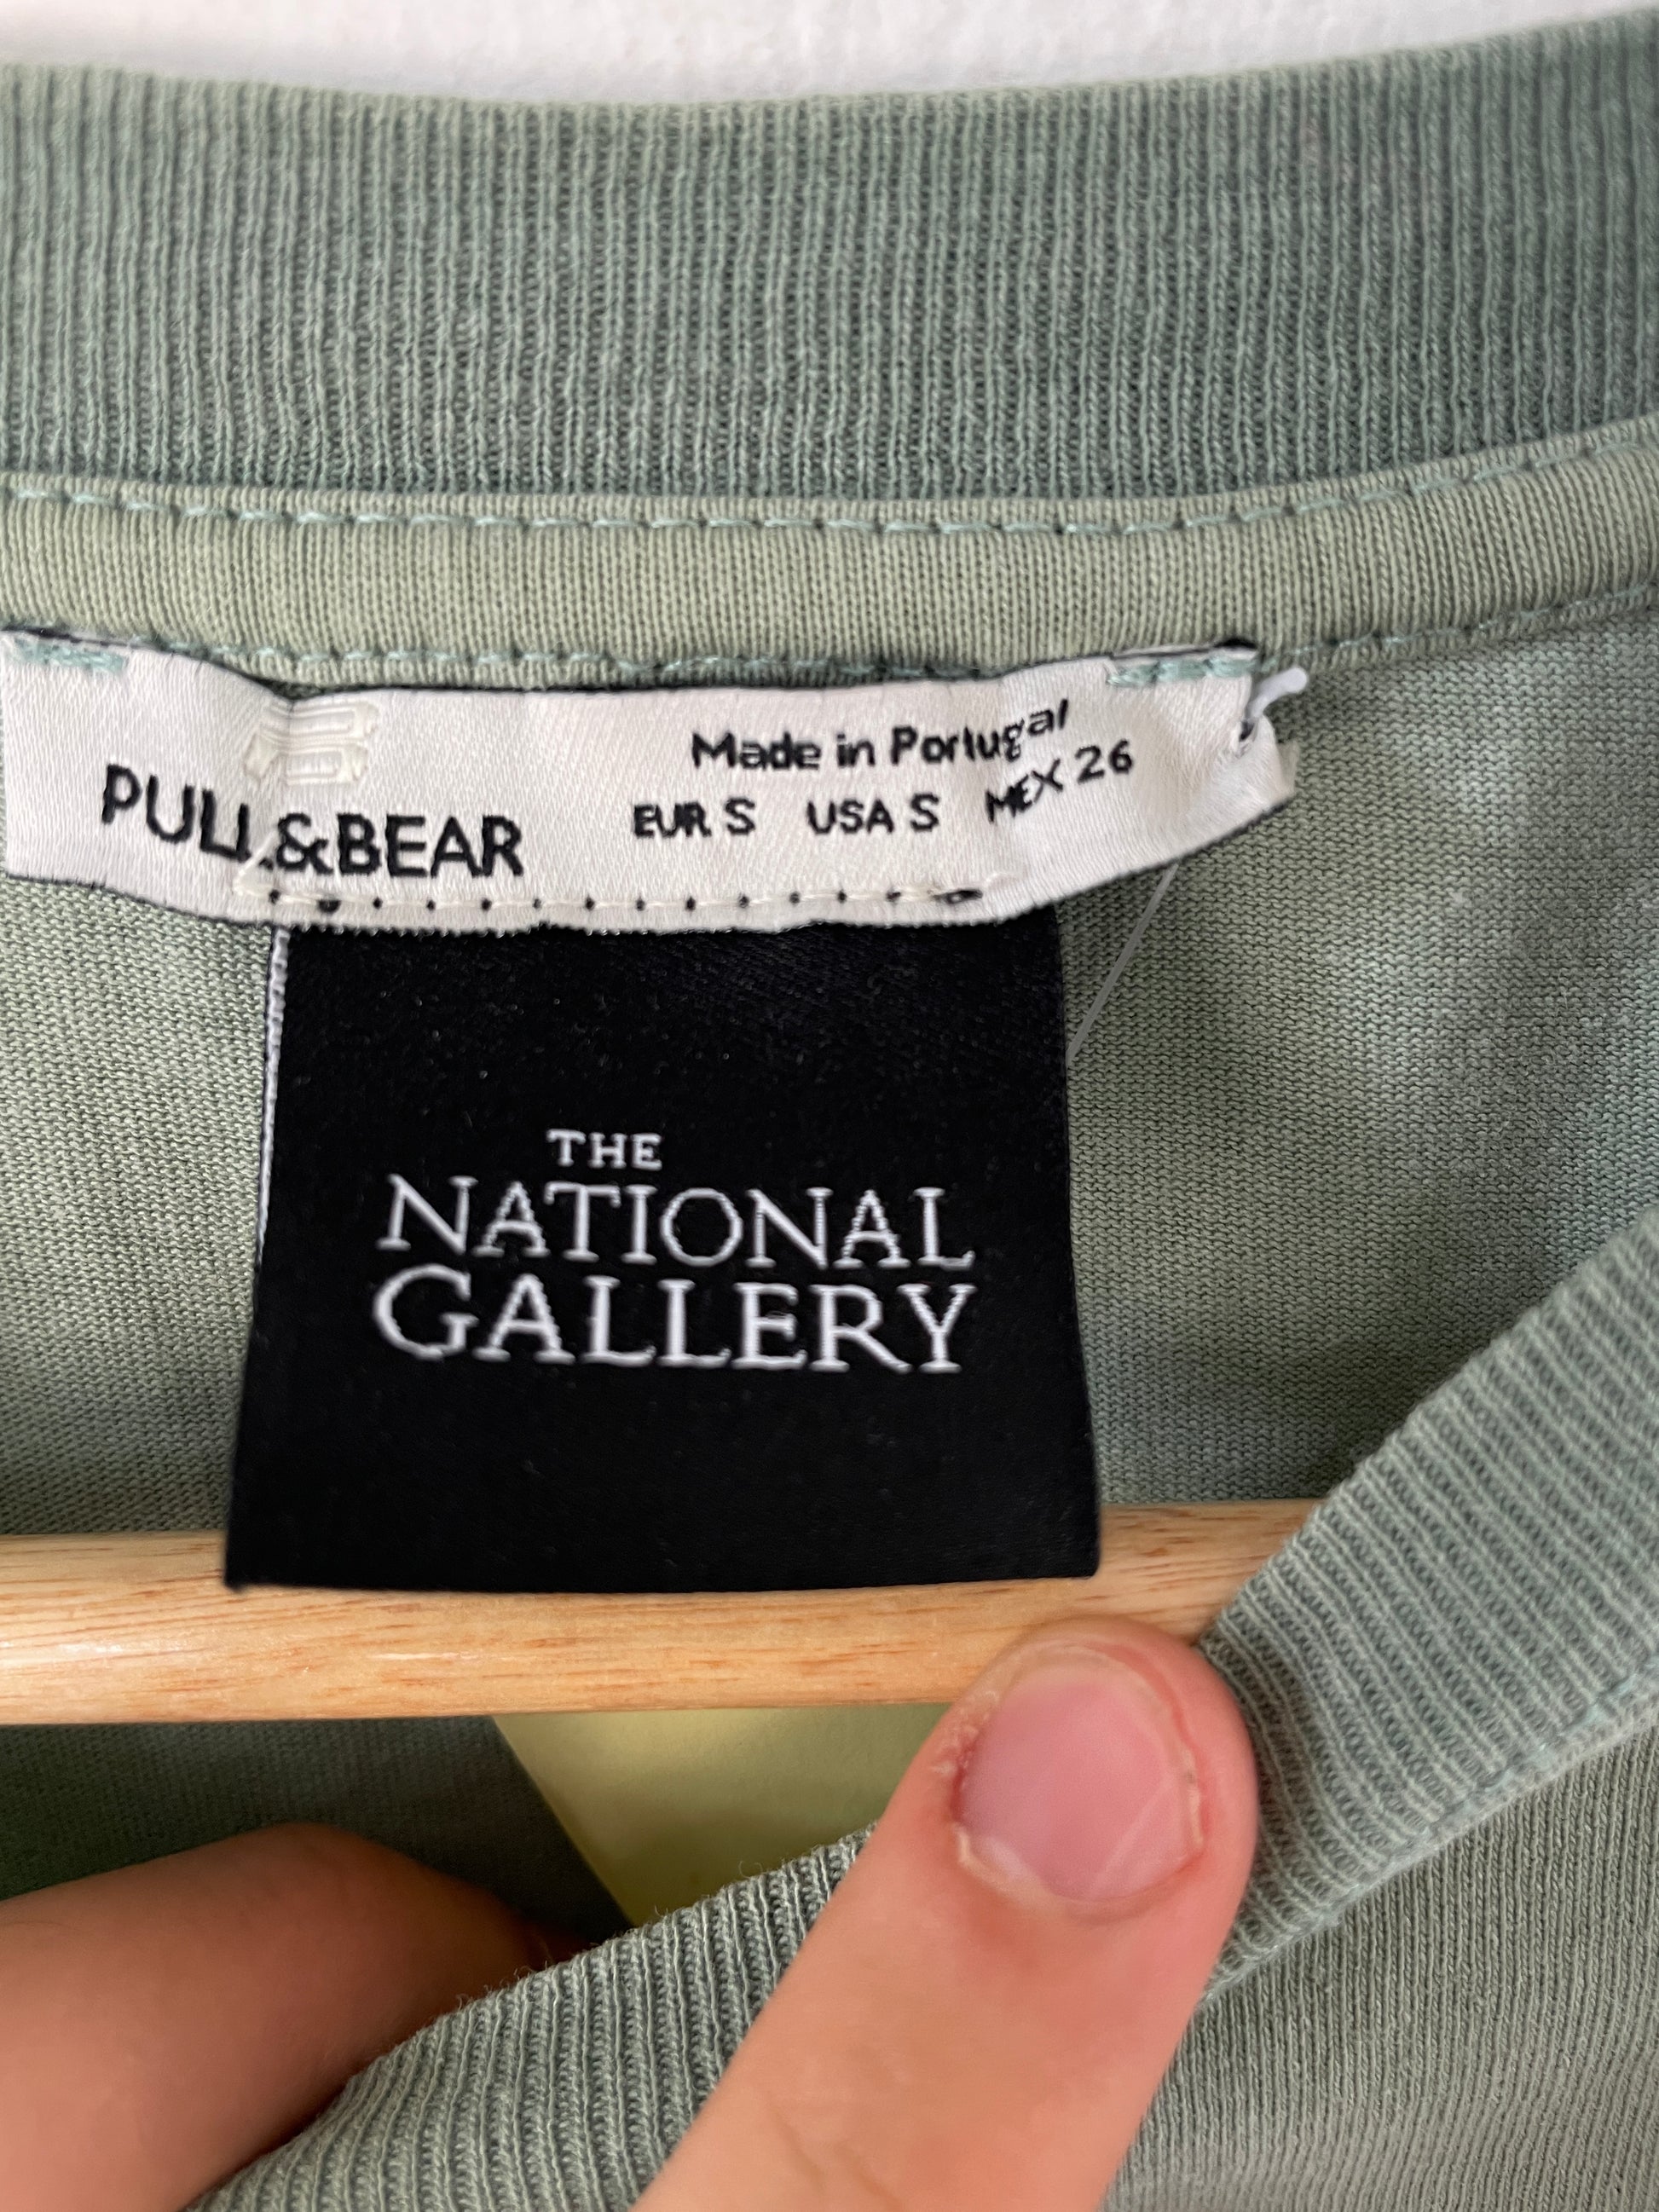 PULL&BEAR
Made in Portugal
EUR S USA S MEX 26
THE
NATIONAL
GALLERY